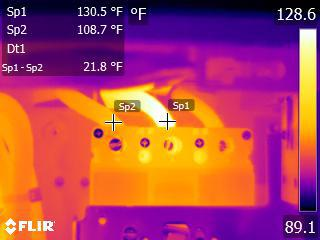 Sp1 130.5 °F
Sp2 108.7 °F
Dt1
Sp1 - Sp2 21.8 °F
°F
128.6
Sp2
Sp1
FLIR
89.1